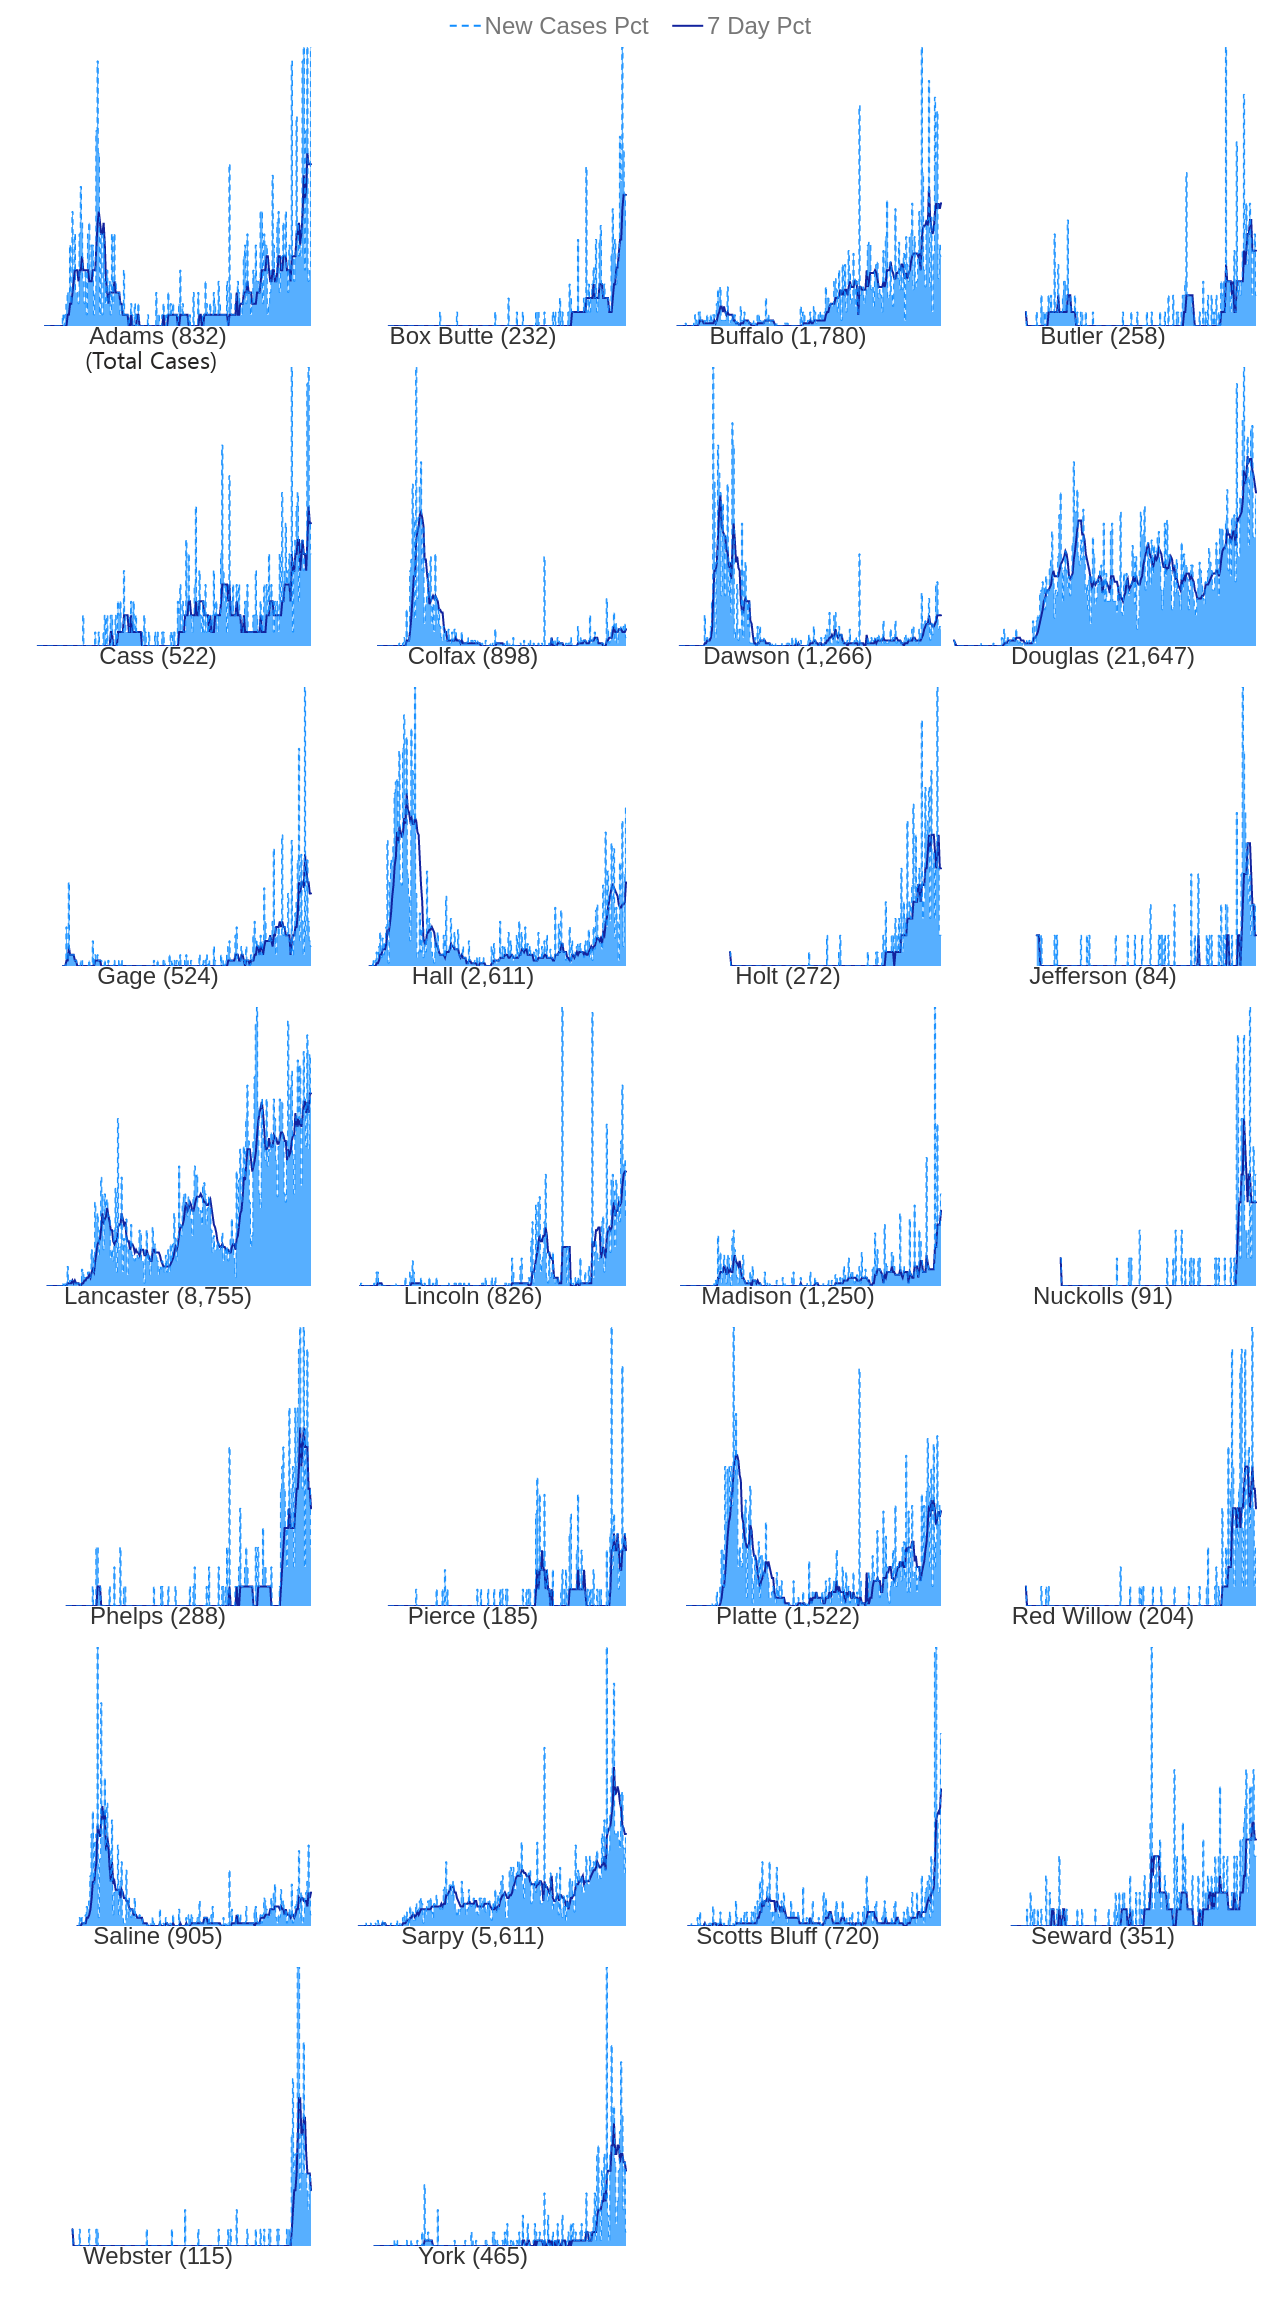 New Cases Pct 7 Day Pct
Adams (832) Box Butte (232) Buffalo (1,780) Butler (258)
(Total Cases)
Cass (522) Colfax (898) Dawson (1,266) Douglas (21,647)
Gage (524) Hall (2,611) Holt (272) Jefferson (84)
Lancaster (8,755) Lincoln (826) Madison (1,250) Nuckolls (91)
Phelps (288) Pierce (185) Platte (1,522) Red Willow (204)
Saline (905) Sarpy (5,611) Scotts Bluff (720) Seward (351)
Webster (115) York (465)